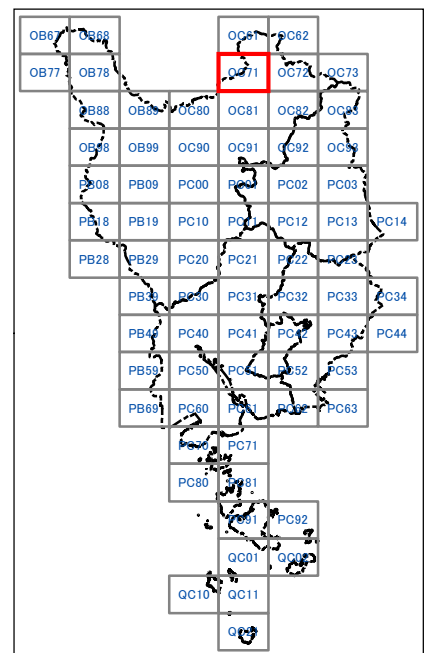 OB67 OB68 OC61 OC62
OB77 OB78 OC71 OC72 OC73
OB88 OB89 OC80 OC81 OC82 OC83
OB98 OB99 OC90 OC91 OC92 OC93
PB08 PB09 PC00 PC01 PC02 PC03
PB18 PB19 PC10 PC11 PC12 PC13 PC14
PB28 PB29 PC20 PC21 PC22 PC23
PB39 PC30 PC31 PC32 PC33 PC34
PB49 PC40 PC41 PC42 PC43 PC44
PB59 PC50 PC51 PC52 PC53
PB69 PC60 PC61 PC62 PC63
PC70 PC71
PC80 PC81
PC91 PC92
QC01 QC02
QC10 QC11
QC21